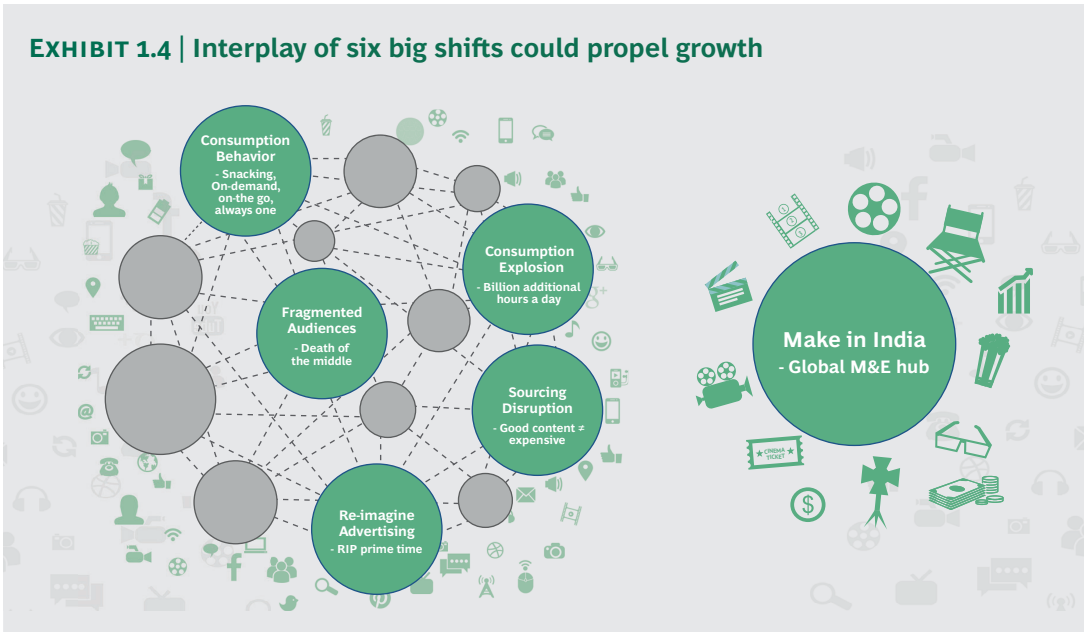 EXHIBIT 1.4 | Interplay of six big shifts could propel growth
Consumption
Behavior
- Snacking,
On-demand,
on-the go,
always one
Consumption
Explosion
- Billion additional
hours a day
Fragmented
Audiences
- Death of
the middle
Sourcing
Disruption
- Good content ≠
expensive
Re-imagine
Advertising
- RIP prime time
Make in India
- Global M&E hub
CINEMA
TICKET